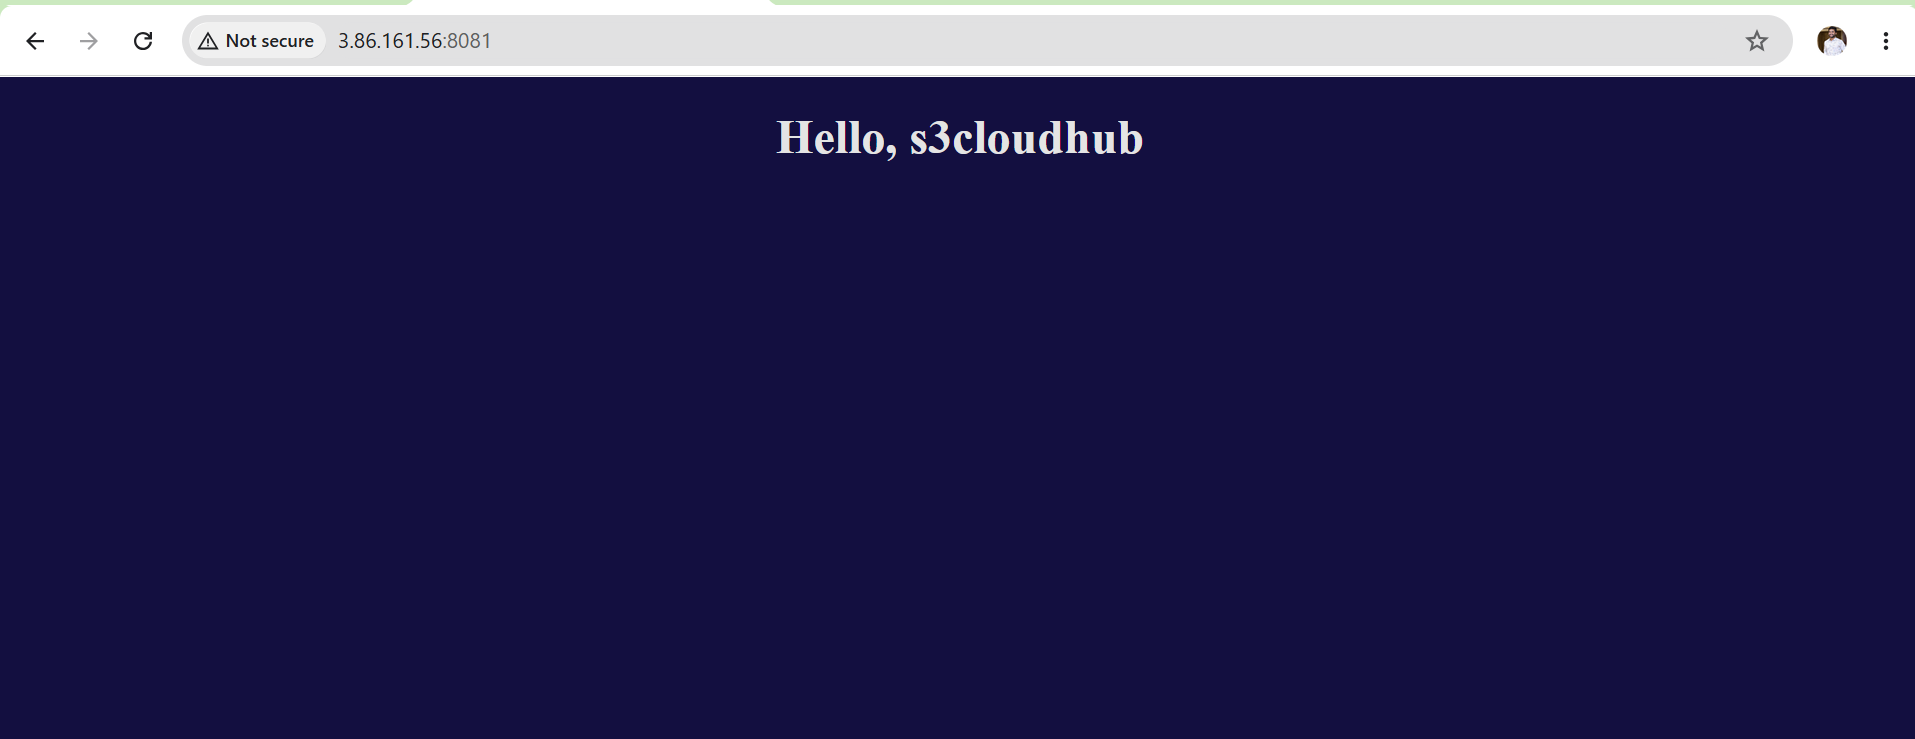 Not secure 3.86.161.56:8081
Hello, s3cloudhub